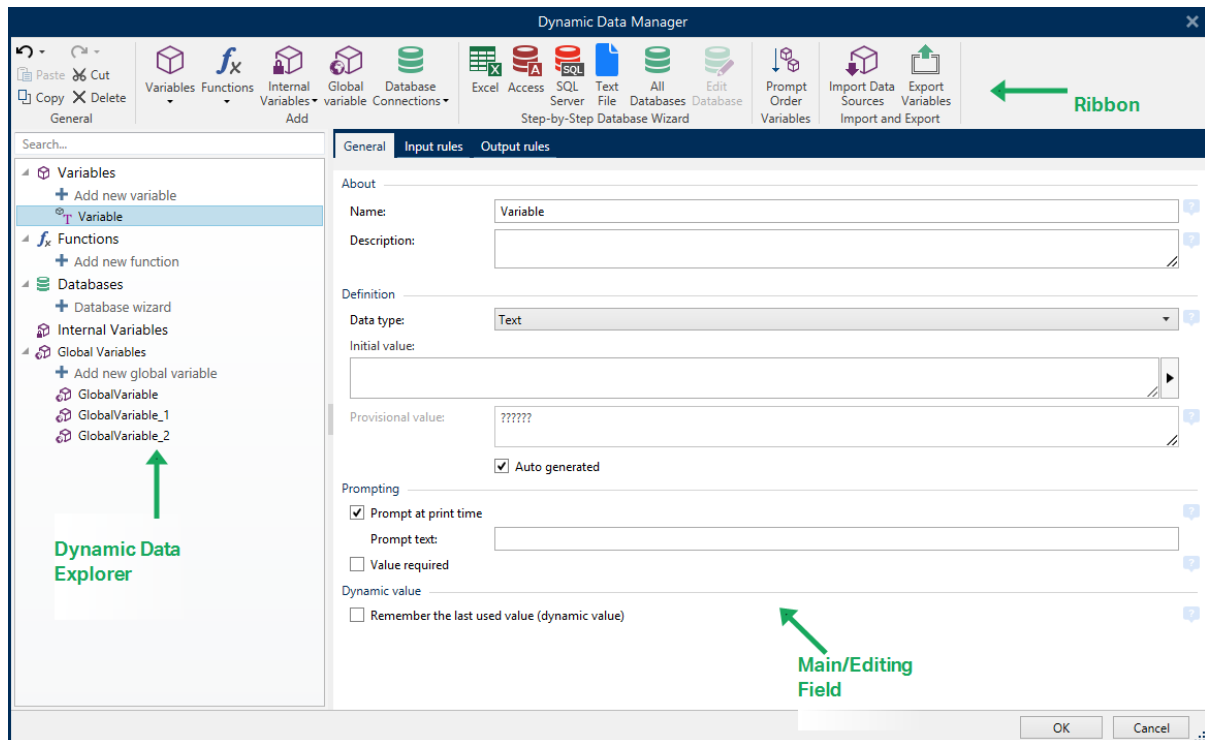 Dynamic Data Manager
Paste Cut
Copy Delete
General
Variables Functions Internal Variables Global variable Database Connections
Add
Excel Access SQL Server Text File All Databases Edit Database
Step-by-Step Database Wizard
Prompt Order
Variables
Import Data Sources Export Variables
Import and Export
Ribbon
Search...
General Input rules Output rules
Variables
Add new variable
Variable
Functions
Add new function
Databases
Database wizard
Internal Variables
Global Variables
Add new global variable
GlobalVariable
GlobalVariable_1
GlobalVariable_2
Dynamic Data
Explorer
About
Name: Variable
Description:
Definition
Data type: Text
Initial value:
Provisional value: ??????
Auto generated
Prompting
Prompt at print time
Prompt text:
Value required
Dynamic value
Remember the last used value (dynamic value)
Main/Editing
Field
OK Cancel